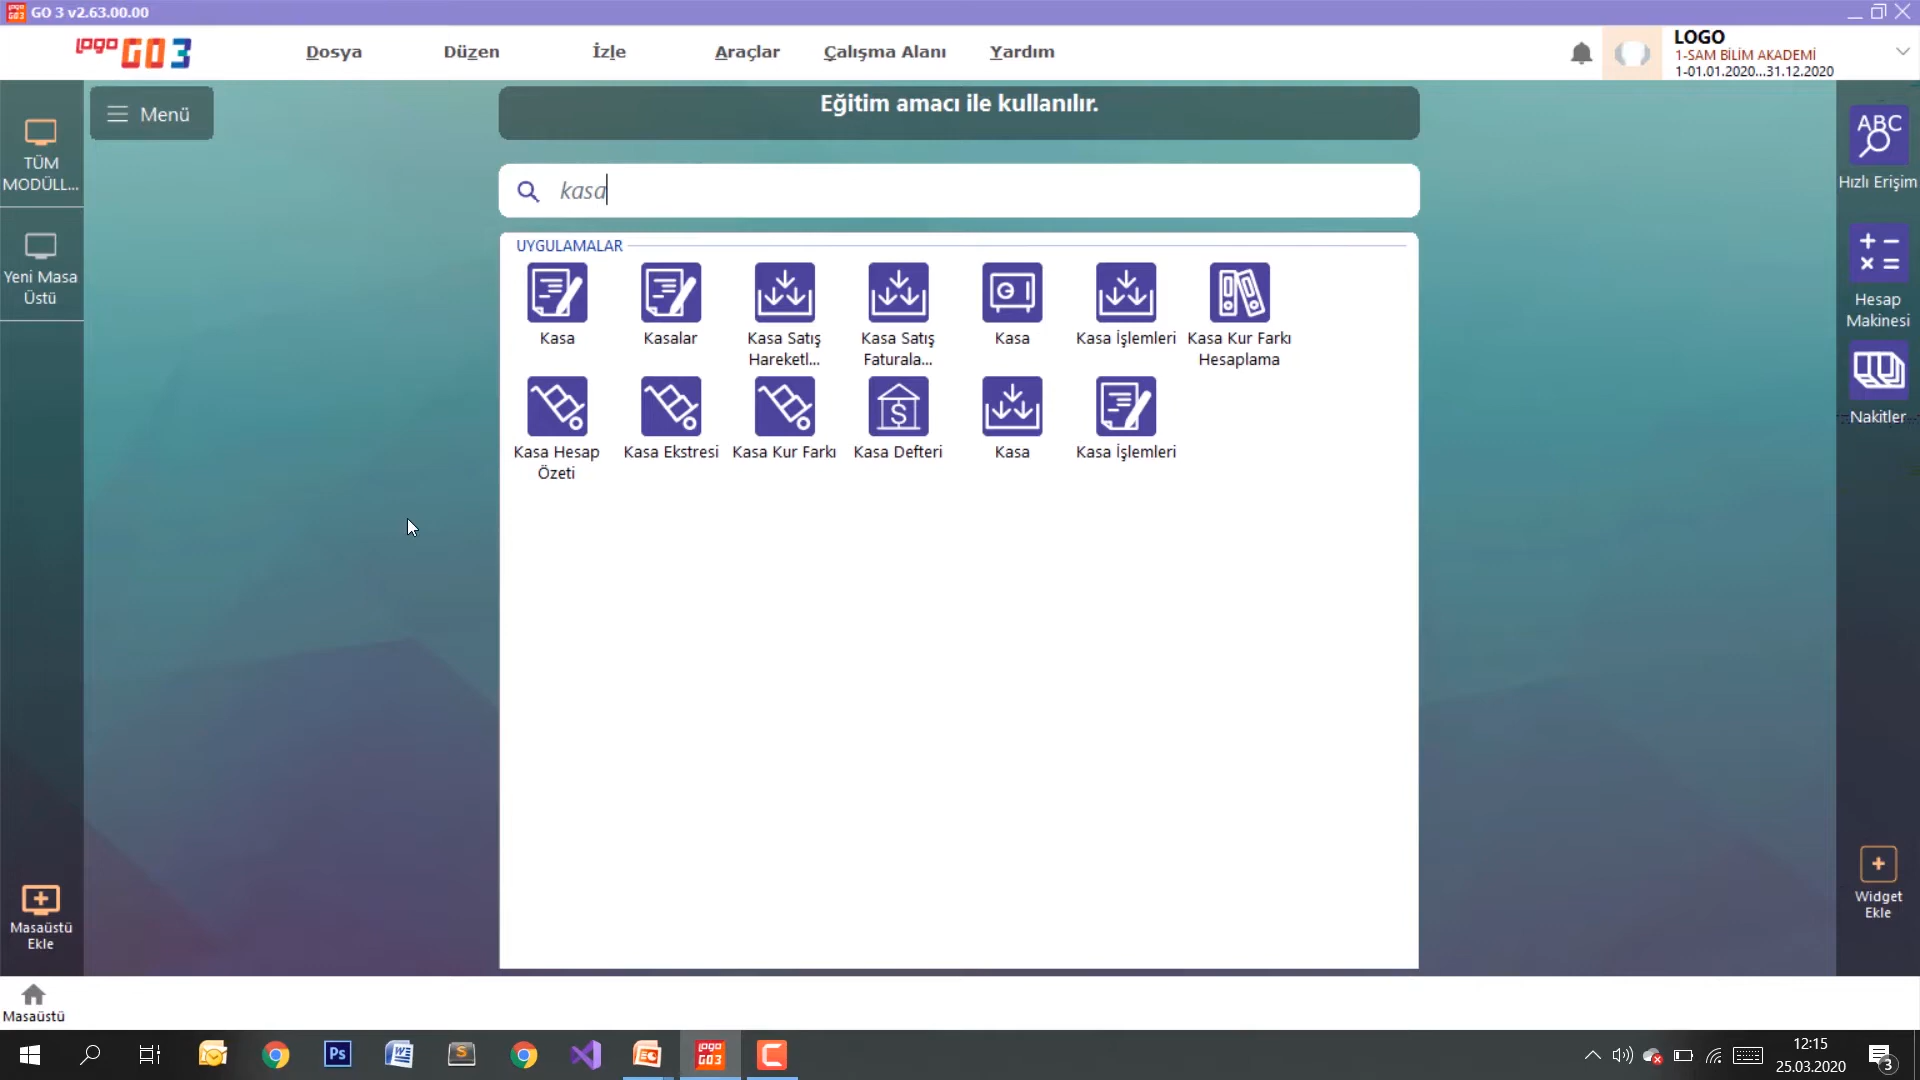 GO 3 v2.63.00.00
logo GO 3
Dosya
Düzen
İzle
Araçlar
Çalışma Alanı
Yardım
LOGO
1-SAM BİLİM AKADEMİ
1-01.01.2020...31.12.2020
TÜM
MODÜLL...
Yeni Masa
Üstü
Masaüstü
Ekle
Menü
Eğitim amacı ile kullanılır.
kasa
UYGULAMALAR
Kasa
Kasalar
Kasa Satış
Hareketl...
Kasa Satış
Faturala...
Kasa
Kasa İşlemleri
Kasa Kur Farkı
Hesaplama
Kasa Hesap
Özeti
Kasa Ekstresi
Kasa Kur Farkı
Kasa Defteri
Kasa
Kasa İşlemleri
ABC
Hızlı Erişim
Hesap
Makinesi
Nakitler
Widget
Ekle
Masaüstü
Ps
W
S
logo
GO3
C
12:15
25.03.2020
3